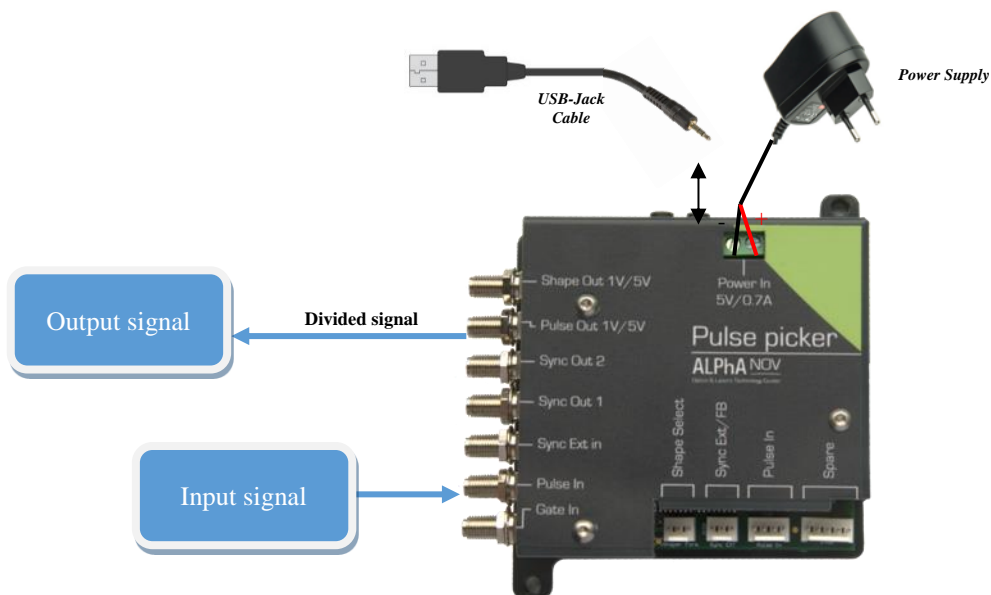 USB-Jack
Cable
Power Supply
- +
Power In
5V/0.7A
Shape Out 1V/5V
Pulse Out 1V/5V
Sync Out 2
Sync Out 1
Sync Ext in
Pulse In
Gate In
Pulse picker
ALPhA NOV
Output signal
Divided signal
Input signal
Shape Select
Sync Ext/FB
Pulse In
Spare
Pulse In